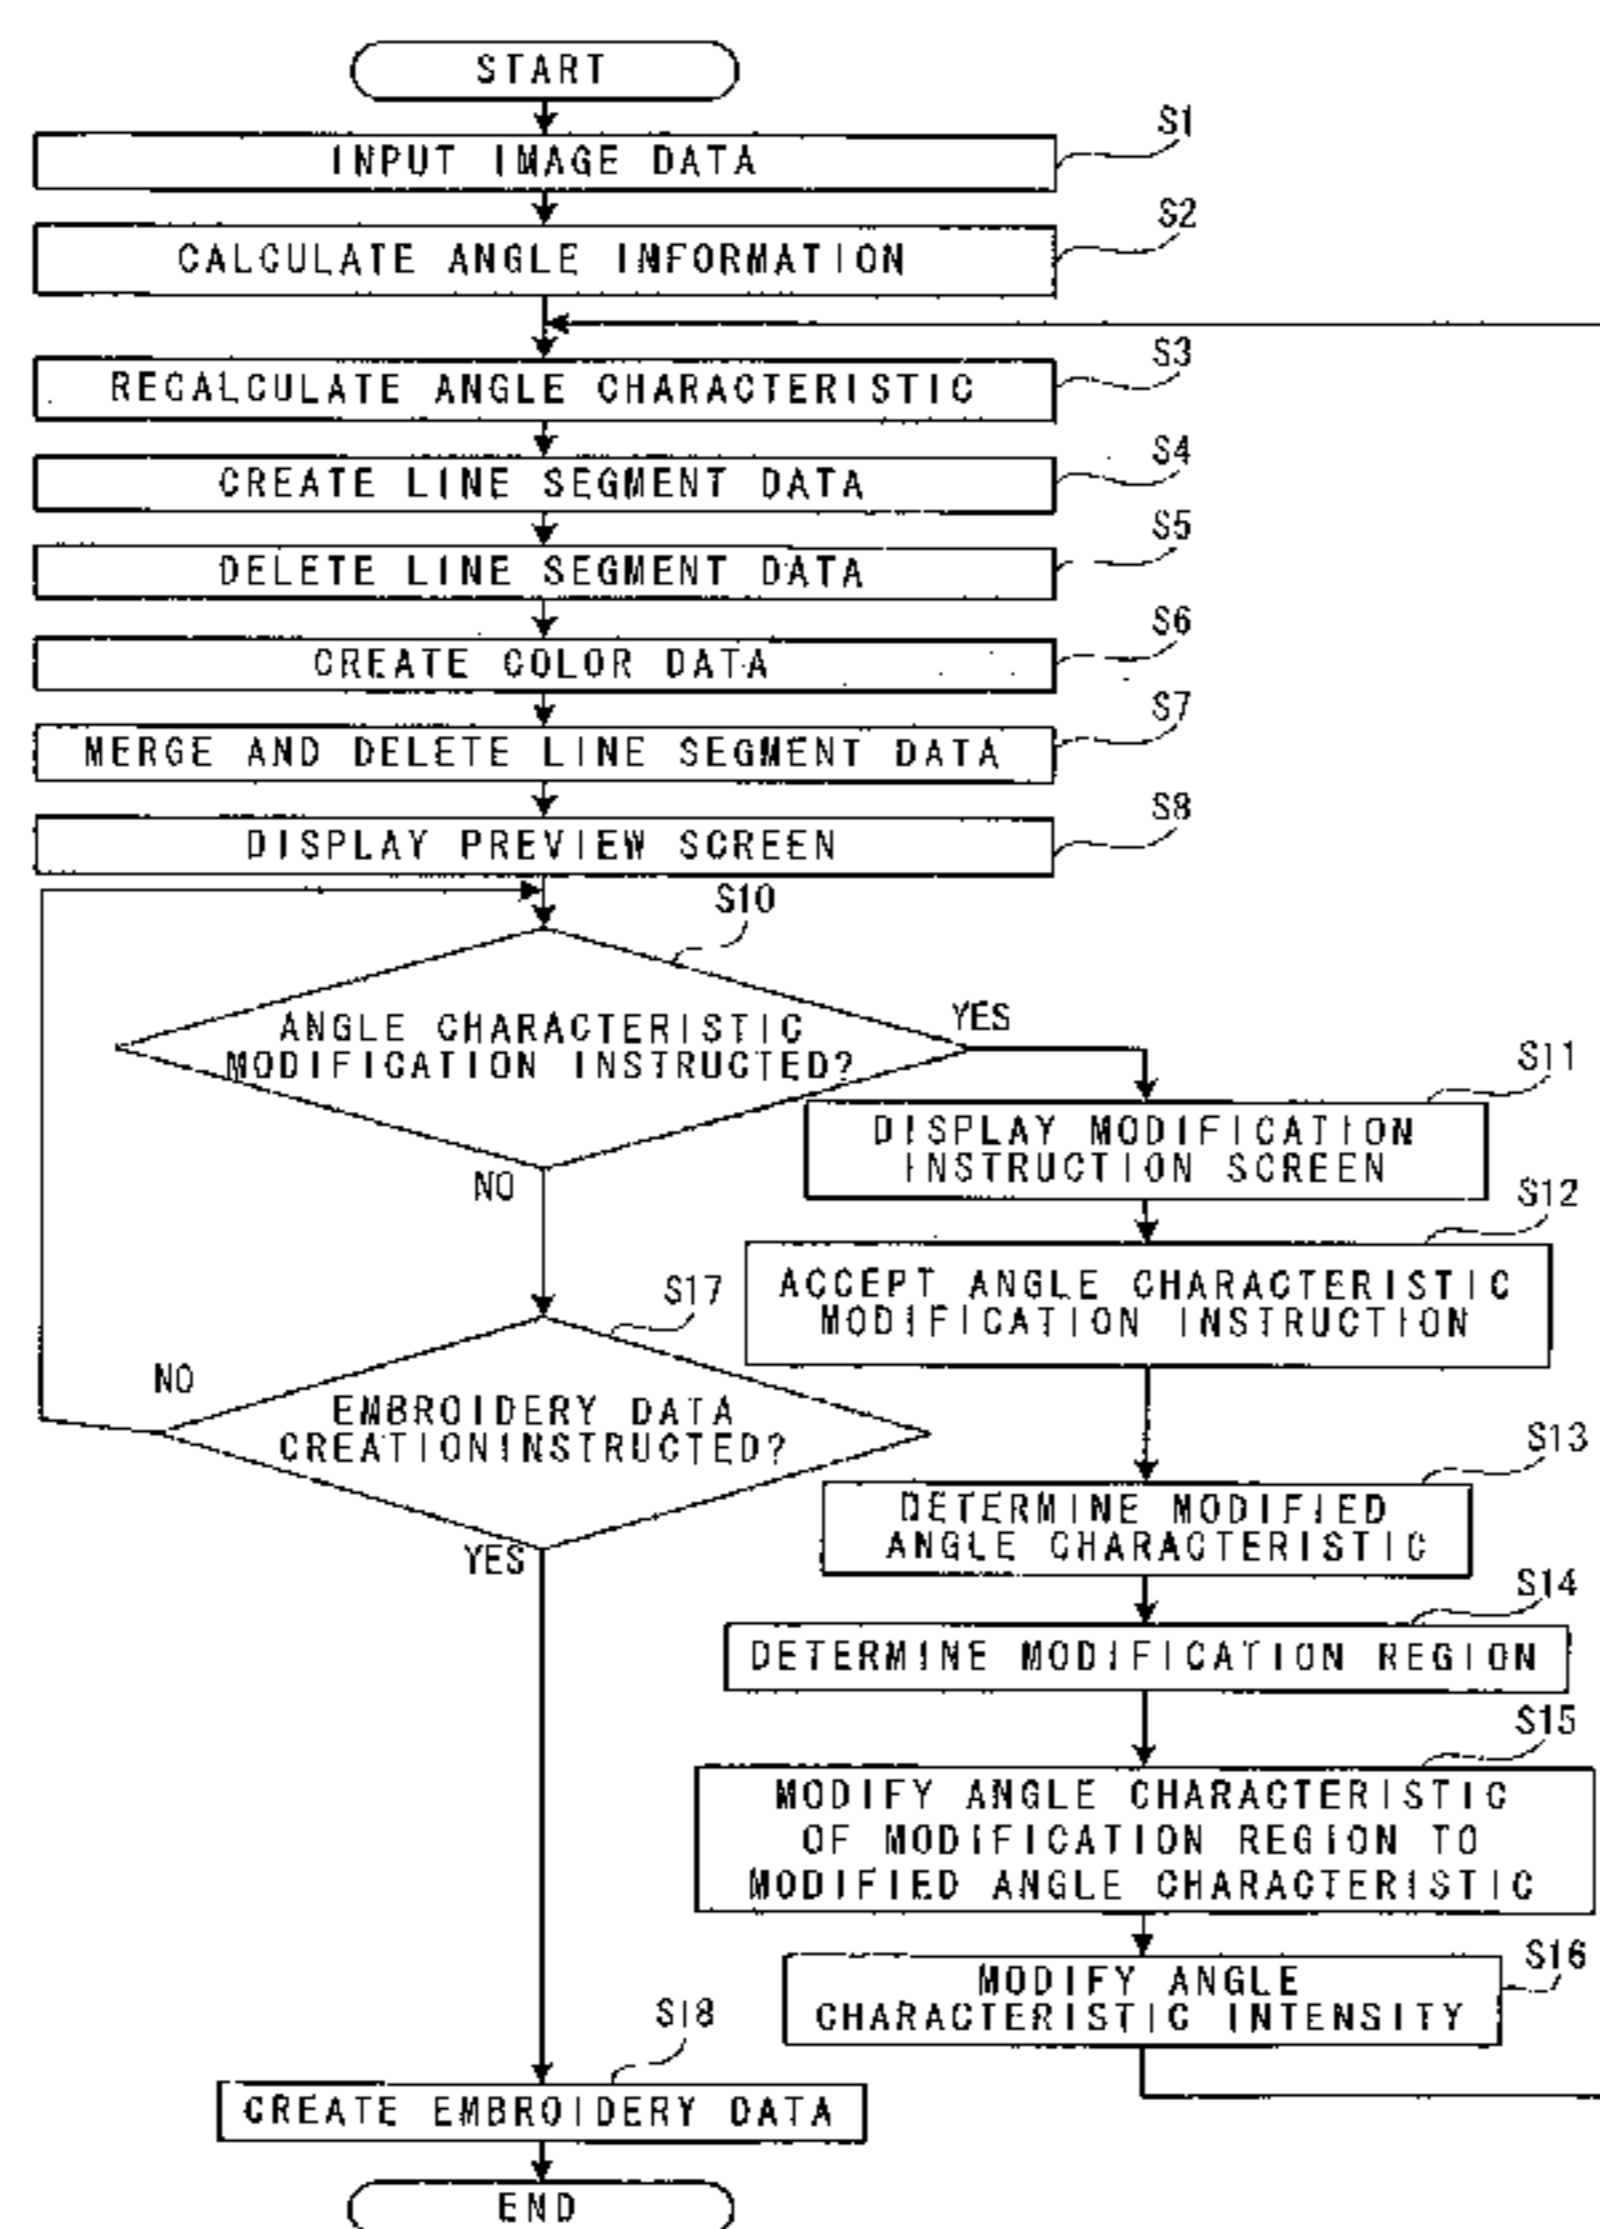 START
S1
INPUT IMAGE DATA
S2
CALCULATE ANGLE INFORMATION
S3
RECALCULATE ANGLE CHARACTERISTIC
S4
CREATE LINE SEGMENT DATA
S5
DELETE LINE SEGMENT DATA
S6
CREATE COLOR DATA
S7
MERGE AND DELETE LINE SEGMENT DATA
S8
DISPLAY PREVIEW SCREEN
S10
ANGLE CHARACTERISTIC
MODIFICATION INSTRUCTED?
YES
NO
S11
DISPLAY MODIFICATION
INSTRUCTION SCREEN
S12
ACCEPT ANGLE CHARACTERISTIC
MODIFICATION INSTRUCTION
S17
EMBROIDERY DATA
CREATIONINSTRUCTED?
NO
YES
S13
DETERMINE MODIFIED
ANGLE CHARACTERISTIC
S14
DETERMINE MODIFICATION REGION
S15
MODIFY ANGLE CHARACTERISTIC
OF MODIFICATION REGION TO
MODIFIED ANGLE CHARACTERISTIC
S16
MODIFY ANGLE
CHARACTERISTIC INTENSITY
S18
CREATE EMBROIDERY DATA
END